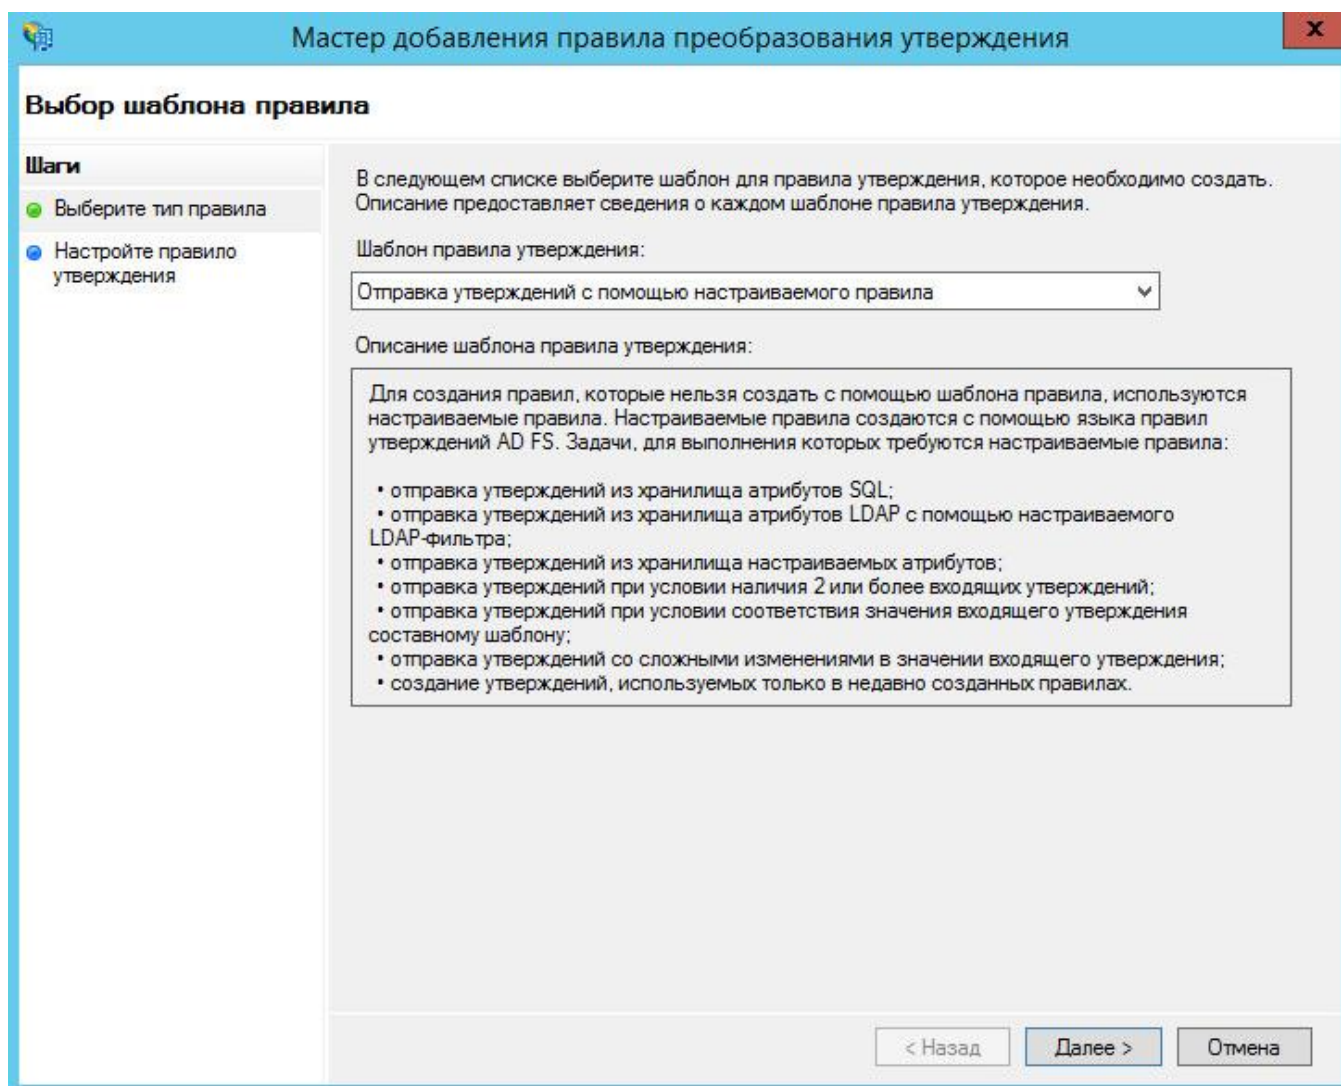 Мастер добавления правила преобразования утверждения
x
Выбор шаблона правила
Шаги
Выберите тип правила
Настройте правило
утверждения
В следующем списке выберите шаблон для правила утверждения, которое необходимо создать.
Описание предоставляет сведения о каждом шаблоне правила утверждения.
Шаблон правила утверждения:
Отправка утверждений с помощью настраиваемого правила
Описание шаблона правила утверждения:
Для создания правил, которые нельзя создать с помощью шаблона правила, используются
настраиваемые правила. Настраиваемые правила создаются с помощью языка правил
утверждений AD FS. Задачи, для выполнения которых требуются настраиваемые правила:
• отправка утверждений из хранилища атрибутов SQL;
• отправка утверждений из хранилища атрибутов LDAP с помощью настраиваемого
LDAP-фильтра;
• отправка утверждений из хранилища настраиваемых атрибутов;
• отправка утверждений при условии наличия 2 или более входящих утверждений;
• отправка утверждений при условии соответствия значения входящего утверждения
составному шаблону;
• отправка утверждений со сложными изменениями в значении входящего утверждения;
• создание утверждений, используемых только в недавно созданных правилах.
< Назад
Далее >
Отмена